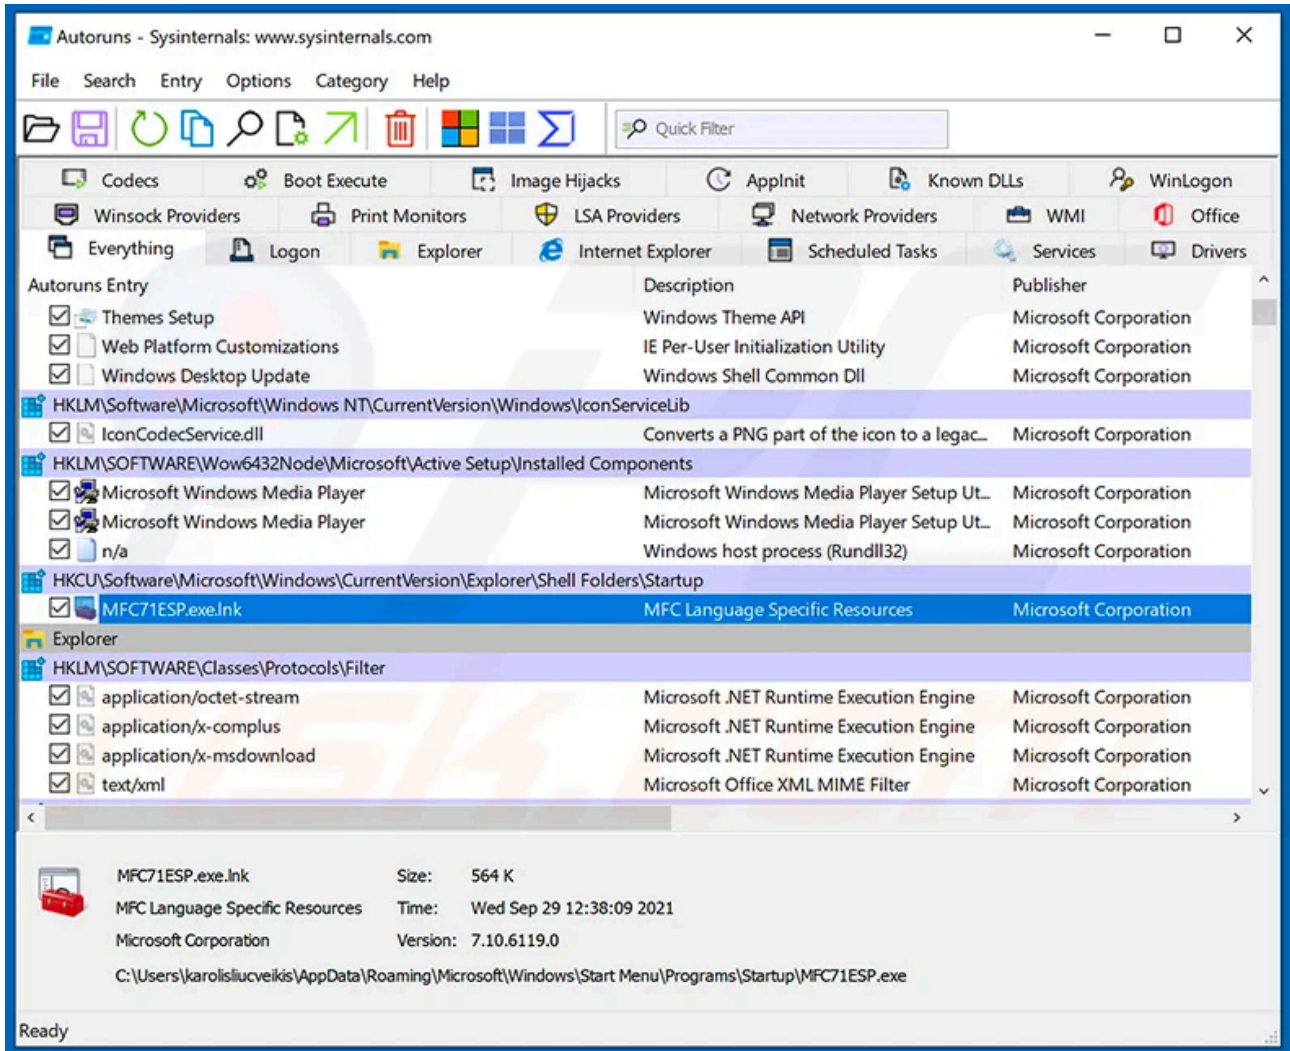 Autoruns - Sysinternals: www.sysinternals.com
File Search Entry Options Category Help
Quick Filter
Codecs Boot Execute Image Hijacks AppInit Known DLLs WinLogon
Winsock Providers Print Monitors LSA Providers Network Providers WMI Office
Everything Logon Explorer Internet Explorer Scheduled Tasks Services Drivers
Autoruns Entry Description Publisher
Themes Setup Windows Theme API Microsoft Corporation
Web Platform Customizations IE Per-User Initialization Utility Microsoft Corporation
Windows Desktop Update Windows Shell Common Dll Microsoft Corporation
HKLM\Software\Microsoft\Windows NT\CurrentVersion\Windows\IconServiceLib
IconCodecService.dll Converts a PNG part of the icon to a legac... Microsoft Corporation
HKLM\SOFTWARE\Wow6432Node\Microsoft\Active Setup\Installed Components
Microsoft Windows Media Player Microsoft Windows Media Player Setup Ut... Microsoft Corporation
Microsoft Windows Media Player Microsoft Windows Media Player Setup Ut... Microsoft Corporation
n/a Windows host process (Rundll32) Microsoft Corporation
HKCU\Software\Microsoft\Windows\CurrentVersion\Explorer\Shell Folders\Startup
MFC71ESP.exe.lnk MFC Language Specific Resources Microsoft Corporation
Explorer
HKLM\SOFTWARE\Classes\Protocols\Filter
application/octet-stream Microsoft .NET Runtime Execution Engine Microsoft Corporation
application/x-complus Microsoft .NET Runtime Execution Engine Microsoft Corporation
application/x-msdownload Microsoft .NET Runtime Execution Engine Microsoft Corporation
text/xml Microsoft Office XML MIME Filter Microsoft Corporation
MFC71ESP.exe.lnk Size: 564 K
MFC Language Specific Resources Time: Wed Sep 29 12:38:09 2021
Microsoft Corporation Version: 7.10.6119.0
C:\Users\karolisliucveikis\AppData\Roaming\Microsoft\Windows\Start Menu\Programs\Startup\MFC71ESP.exe
Ready